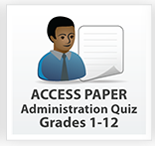 ACCESS PAPER
Administration Quiz
Grades 1-12